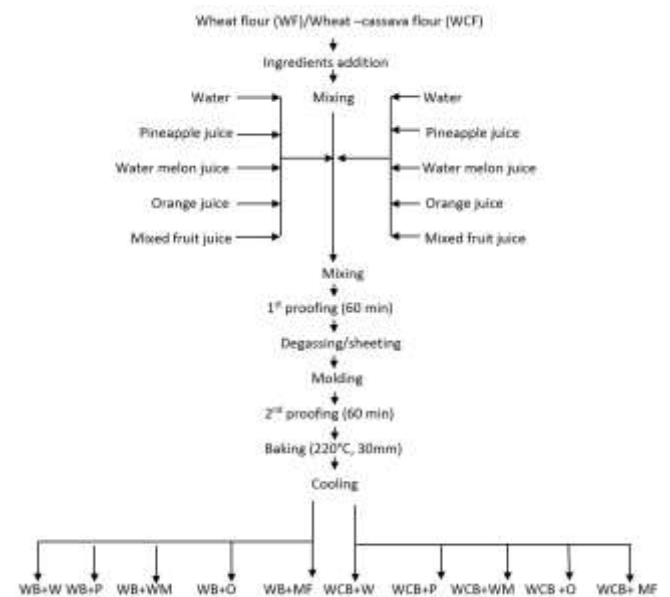 Wheat flour (WF)/Wheat –cassava flour (WCF)
Ingredients addition
Water Mixing Water
Pineapple juice Pineapple juice
Water melon juice Water melon juice
Orange juice Orange juice
Mixed fruit juice Mixed fruit juice
Mixing
1st proofing (60 min)
Degassing/sheeting
Molding
2nd proofing (60 min)
Baking (220°C, 30mm)
Cooling
WB+W WB+P WB+WM WB+O WB+MF WCB+W WCB+P WCB+WM WCB +O WCB+ MF